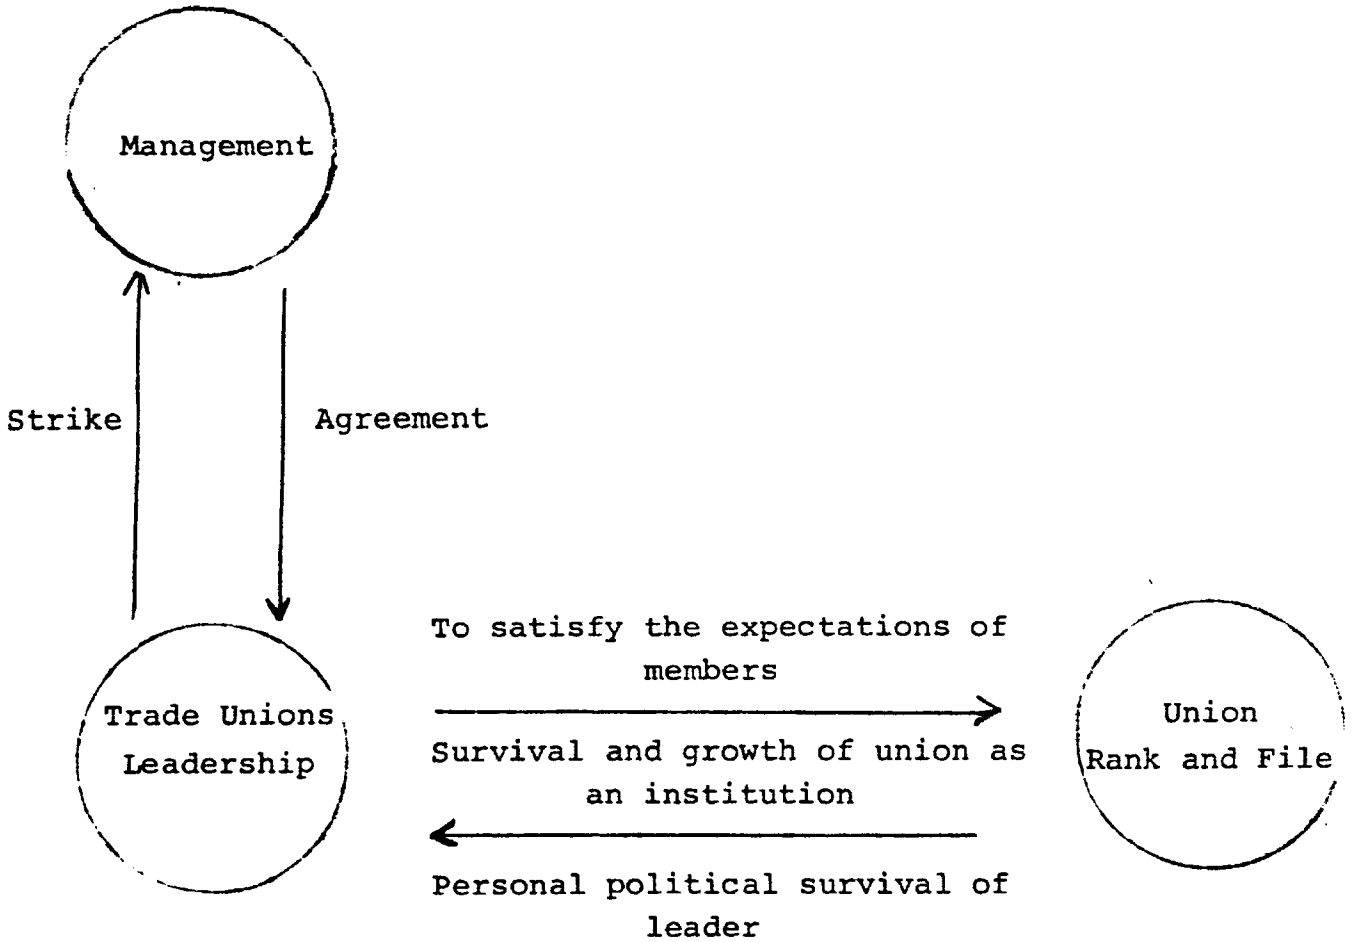 Management
Strike
Agreement
To satisfy the expectations of
members
Trade Unions
Leadership
Survival and growth of union as
an institution
Union
Rank and File
Personal political survival of
leader